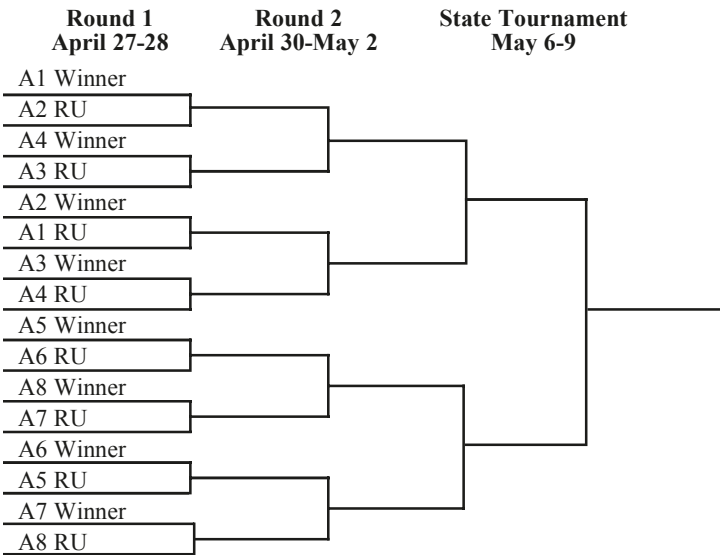 Round 1
April 27-28
Round 2
April 30-May 2
State Tournament
May 6-9
A1 Winner
A2 RU
A4 Winner
A3 RU
A2 Winner
A1 RU
A3 Winner
A4 RU
A5 Winner
A6 RU
A8 Winner
A7 RU
A6 Winner
A5 RU
A7 Winner
A8 RU